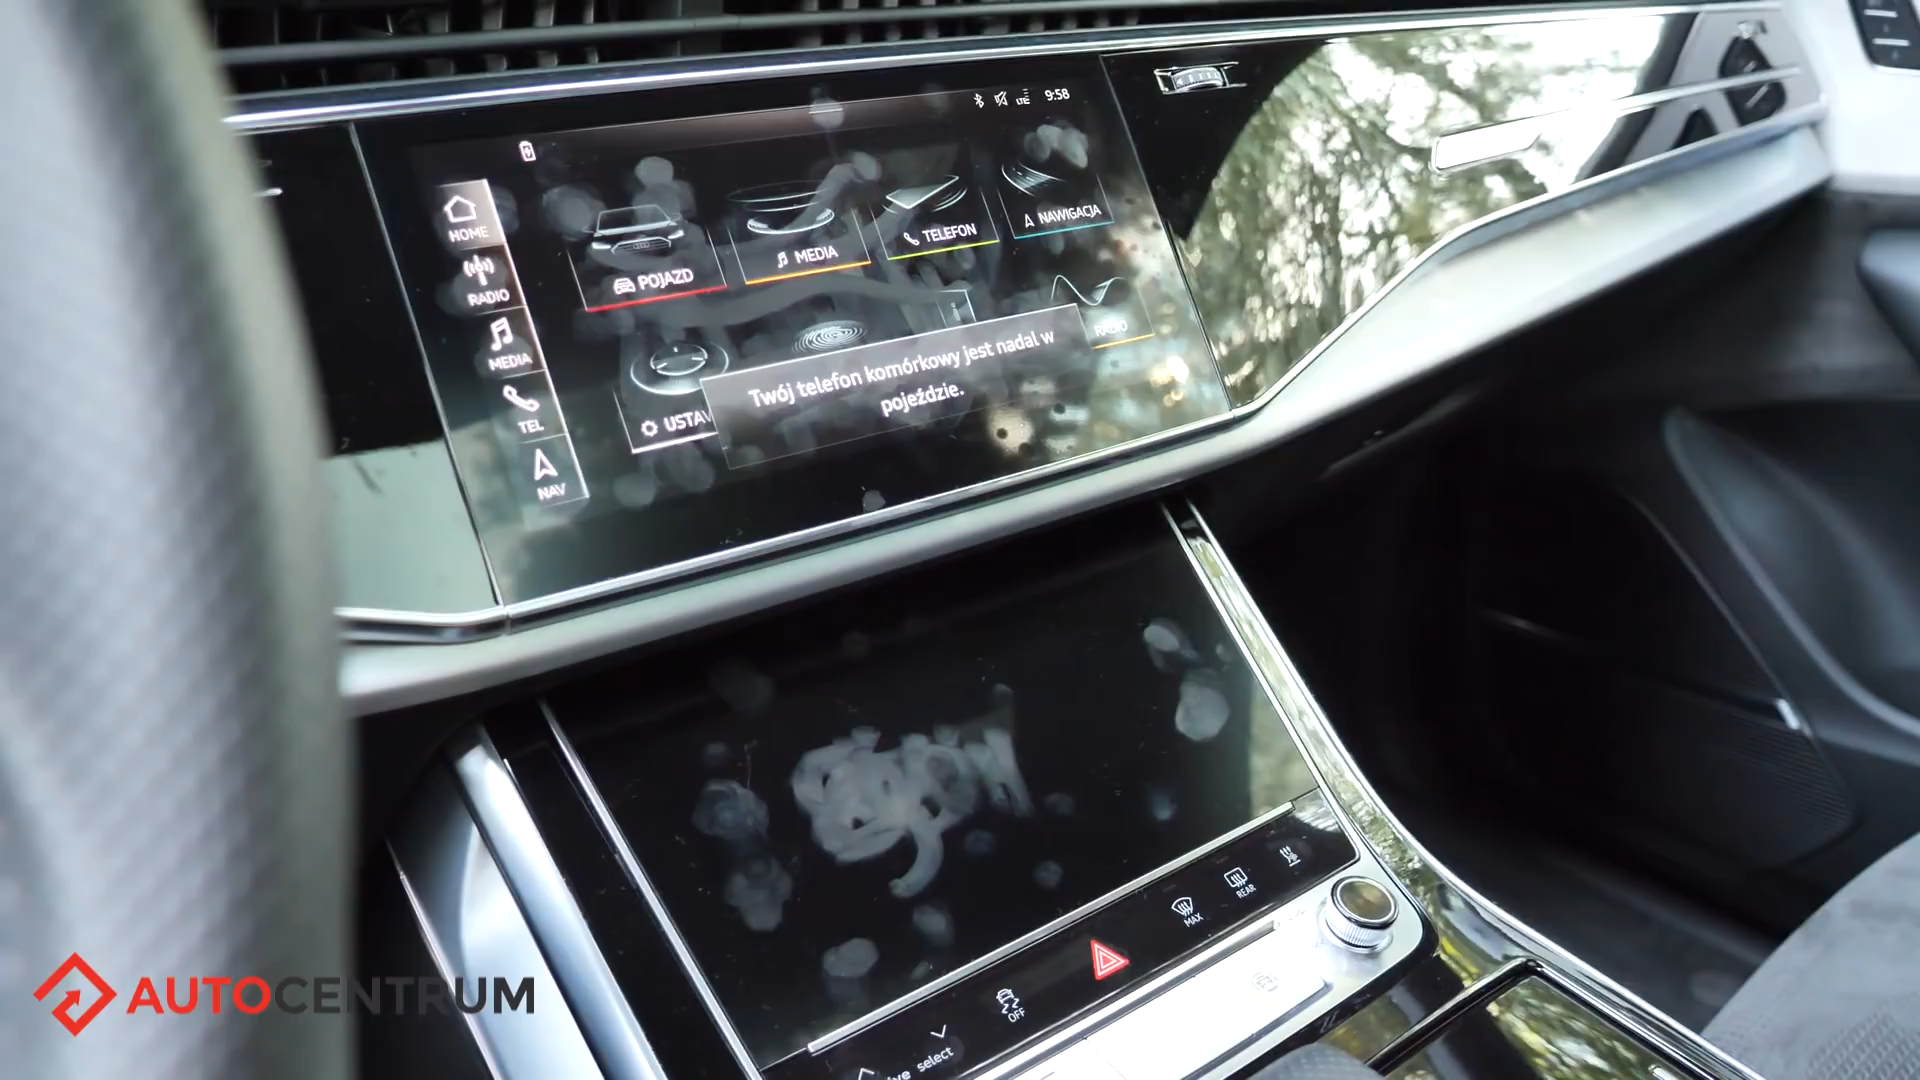 LTE 9:58
HOME
RADIO
MEDIA
TEL
NAV
POJAZD
MEDIA
TELEFON
NAWIGACJA
USTAW
RADIO
Twój telefon komórkowy jest nadal w
pojeździe.
MAX
REAR
OFF
select
AUTOCENTRUM